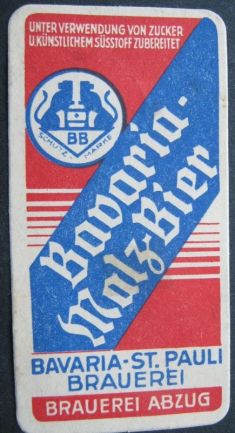 UNTER VERWENDUNG VON ZUCKER
U.KÜNSTLICHEM SÜSSTOFF ZUBEREITET
BB
SCHUTZ MARKE
Bavaria-
Malz-Bier
BAVARIA-ST. PAULI
BRAUEREI
BRAUEREI ABZUG